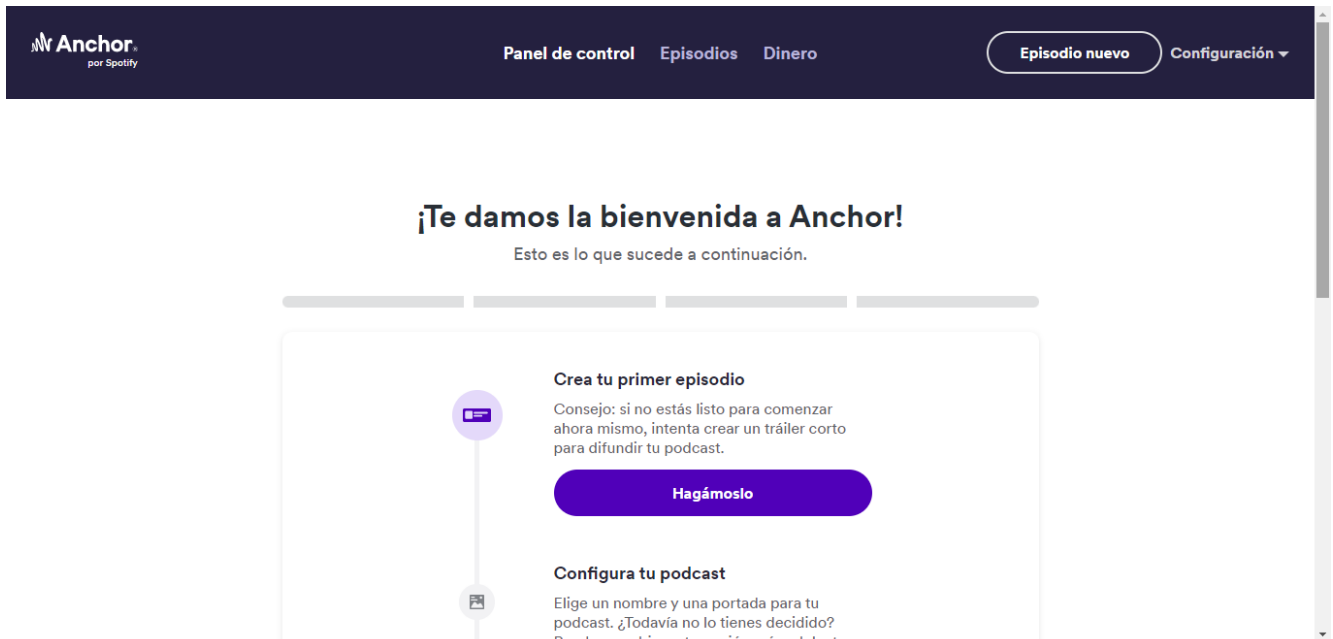 Anchor
por Spotify
Panel de control
Episodios
Dinero
Episodio nuevo
Configuración
¡Te damos la bienvenida a Anchor!
Esto es lo que sucede a continuación.
Crea tu primer episodio
Consejo: si no estás listo para comenzar
ahora mismo, intenta crear un tráiler corto
para difundir tu podcast.
Hagámoslo
Configura tu podcast
Elige un nombre y una portada para tu
podcast. ¿Todavía no lo tienes decidido?